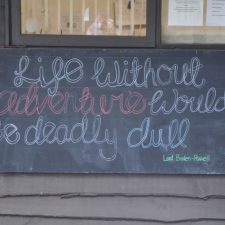 Life without
adventure would
be deadly dull
Lord Baden-Powell